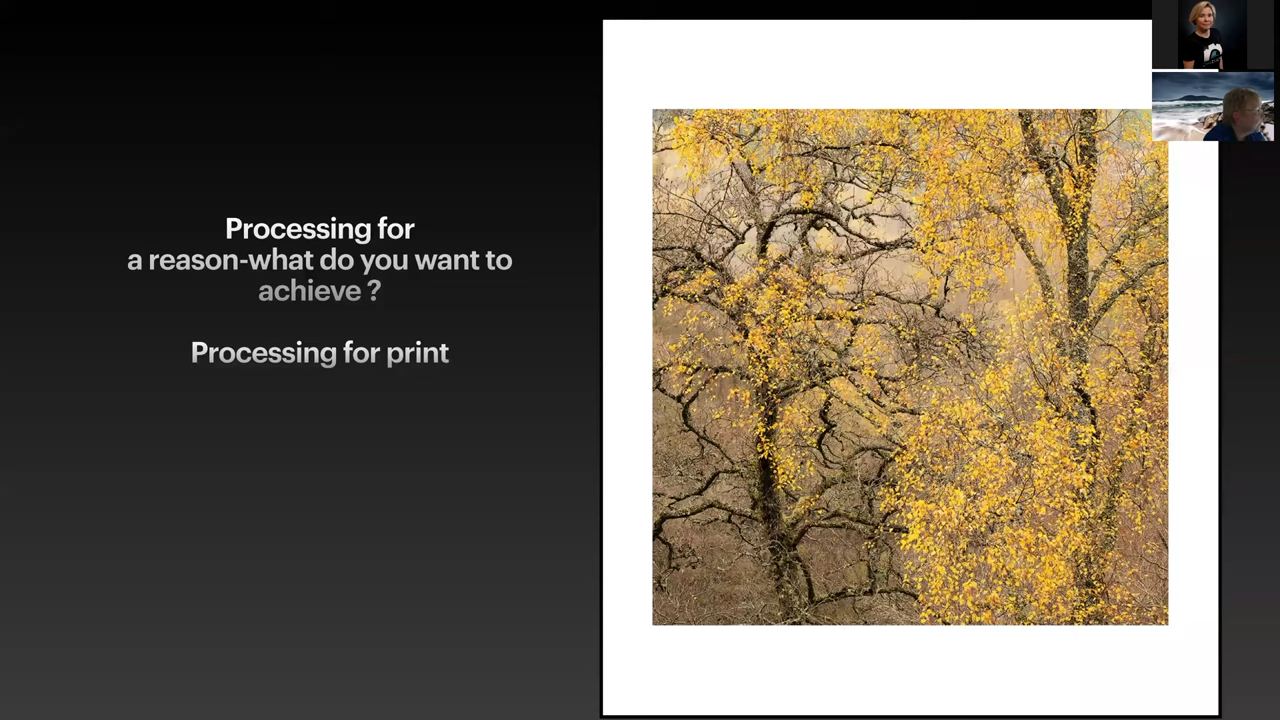 Processing for
a reason-what do you want to
achieve ?
Processing for print